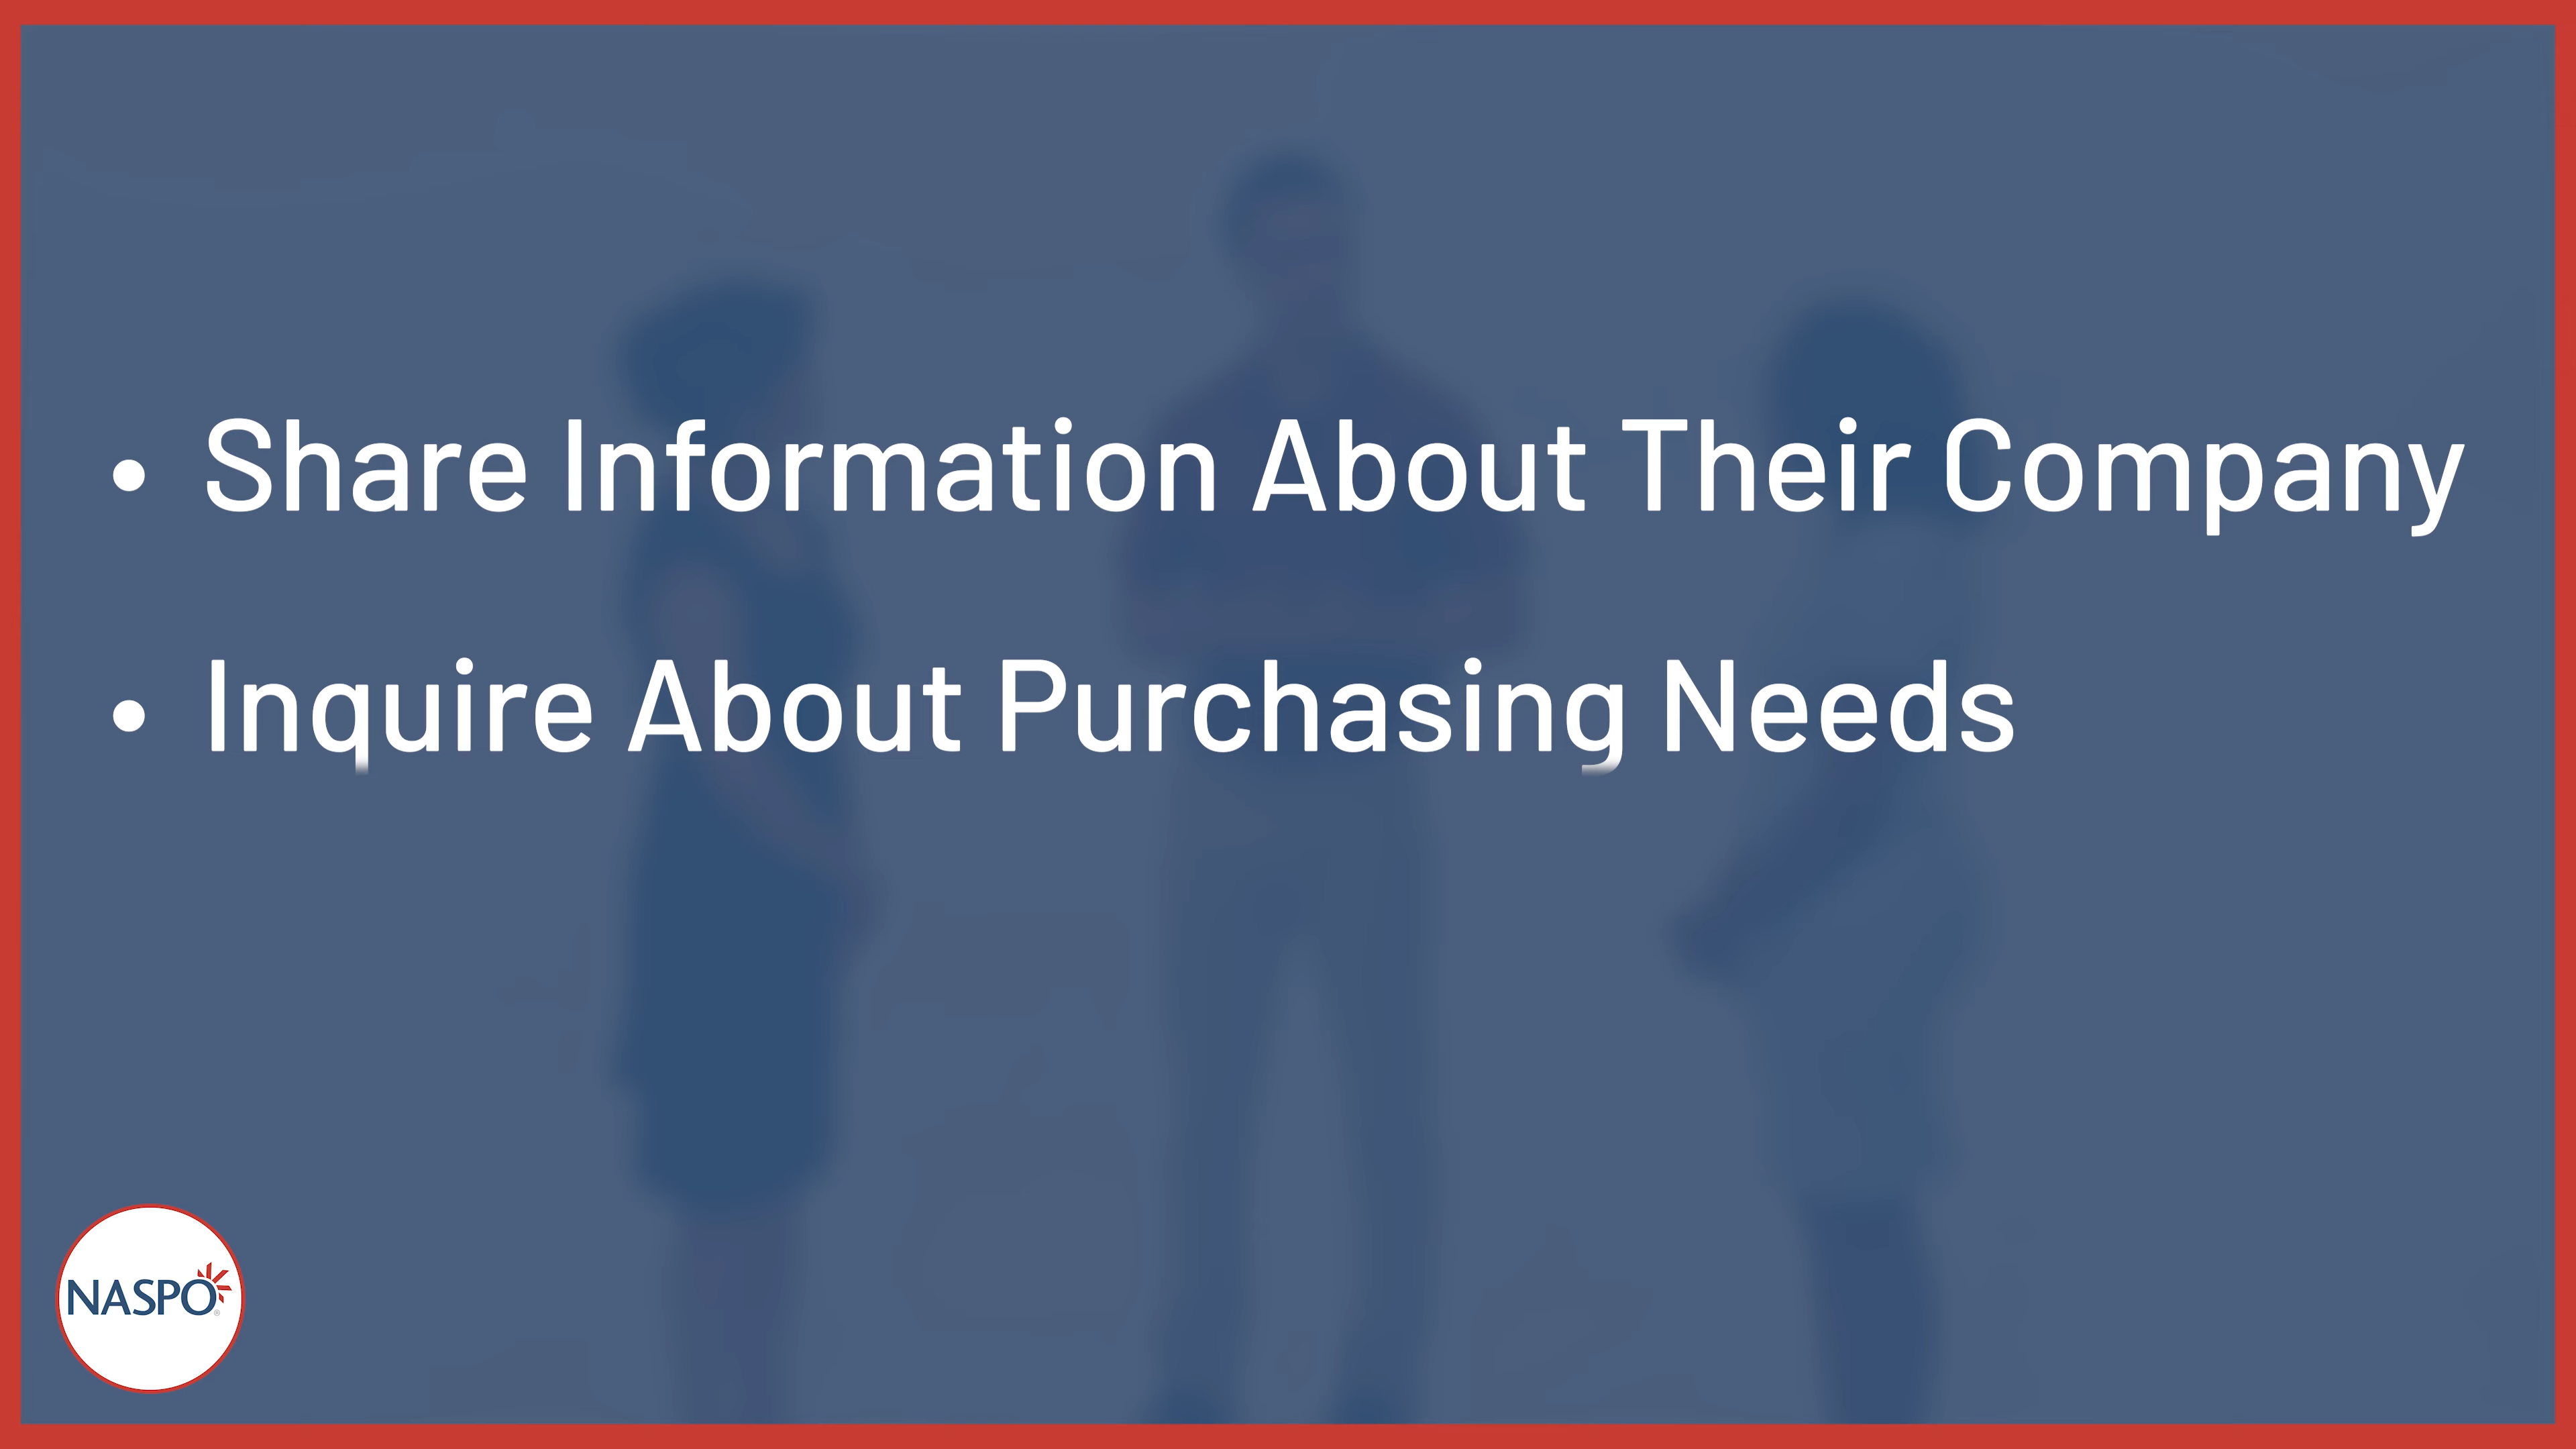 • Share Information About Their Company
• Inquire About Purchasing Needs
NASPO®